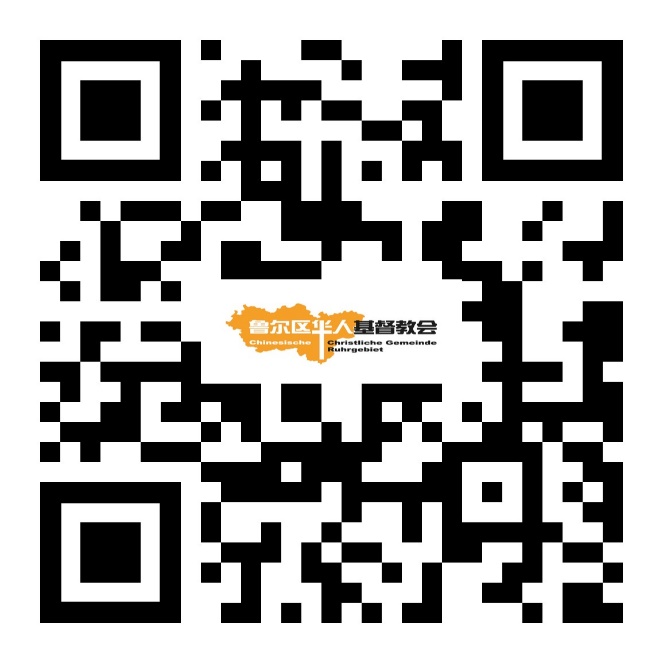 鲁尔区华人基督教会
Chinesische Christliche Gemeinde
Ruhrgebiet